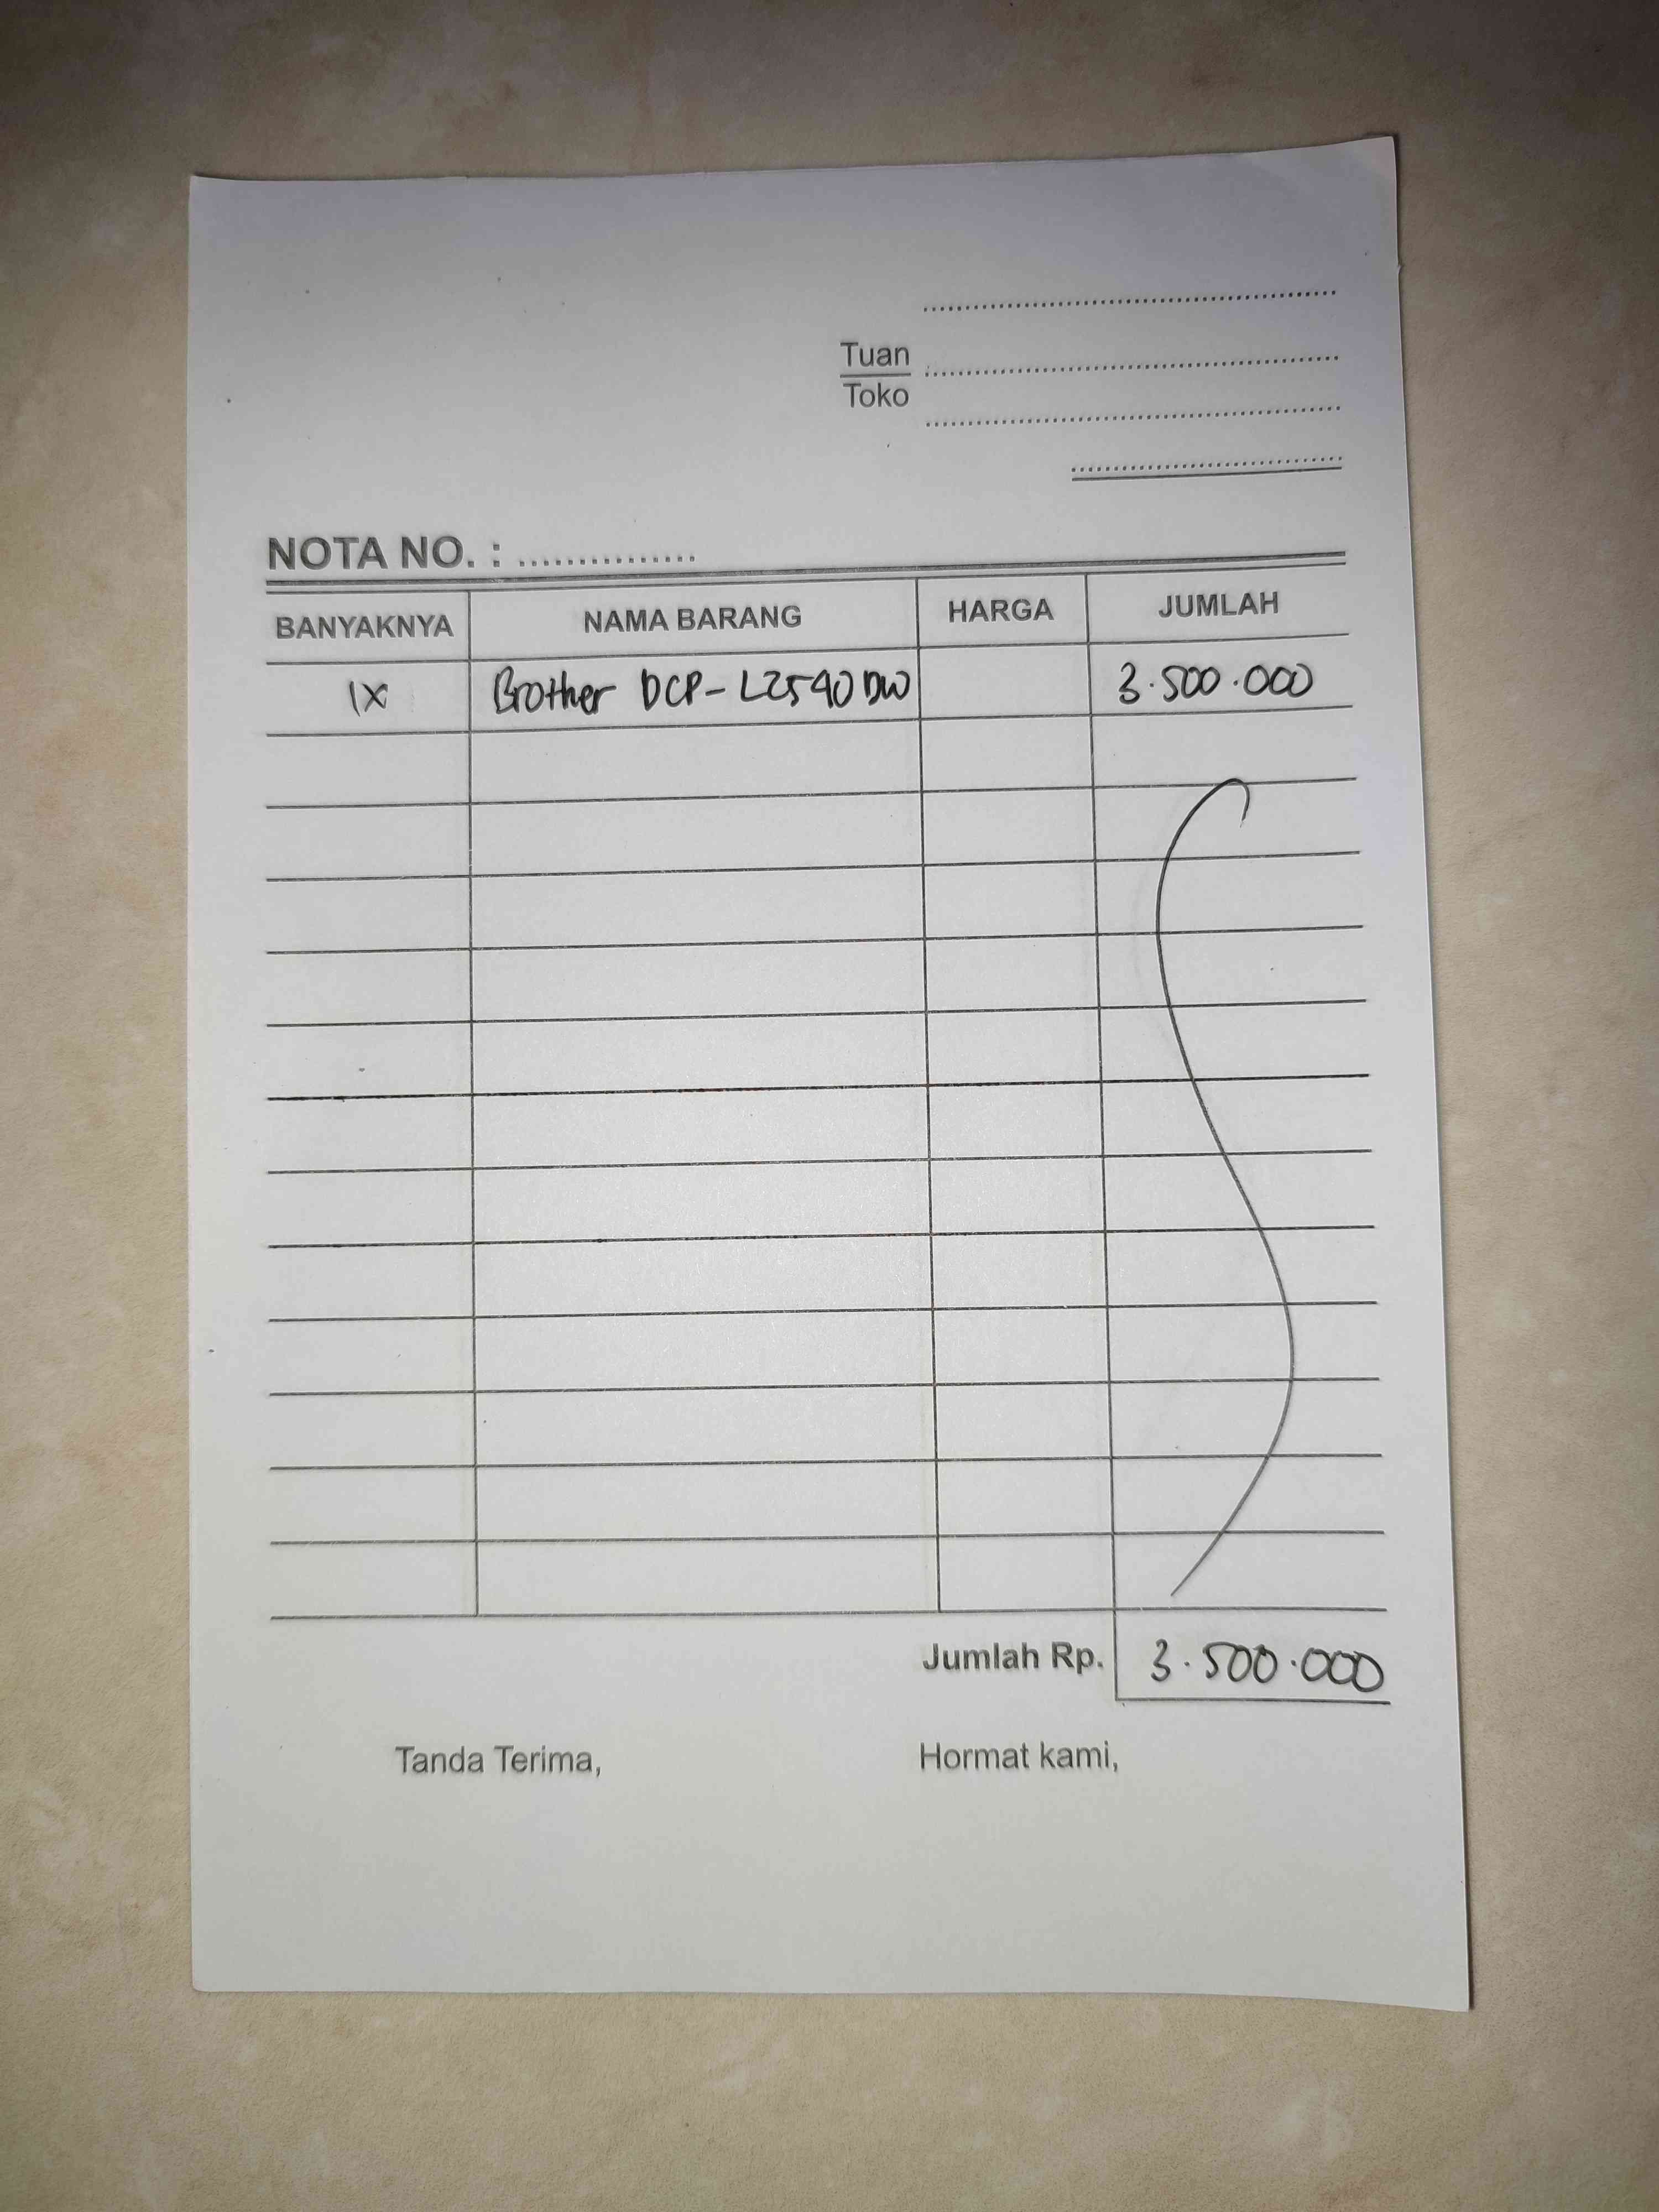 Tuan
Toko
NOTA NO. : ...............
BANYAKNYA NAMA BARANG HARGA JUMLAH
1X Brother DCP-L2540DW 3.500.000
Jumlah Rp. 3.500.000
Tanda Terima, Hormat kami,